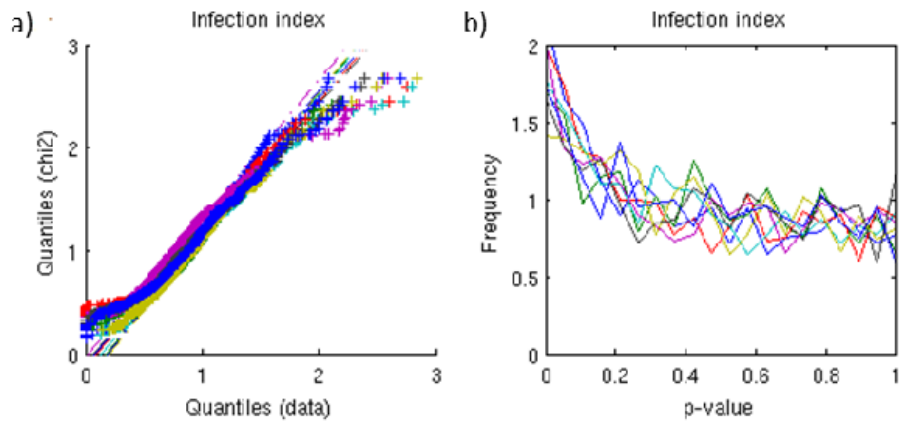 a) Infection index
3
2
1
0
Quantiles (chi2)
0 1 2 3
Quantiles (data)
b) Infection index
2
1.5
1
0.5
0
Frequency
0 0.2 0.4 0.6 0.8 1
p-value